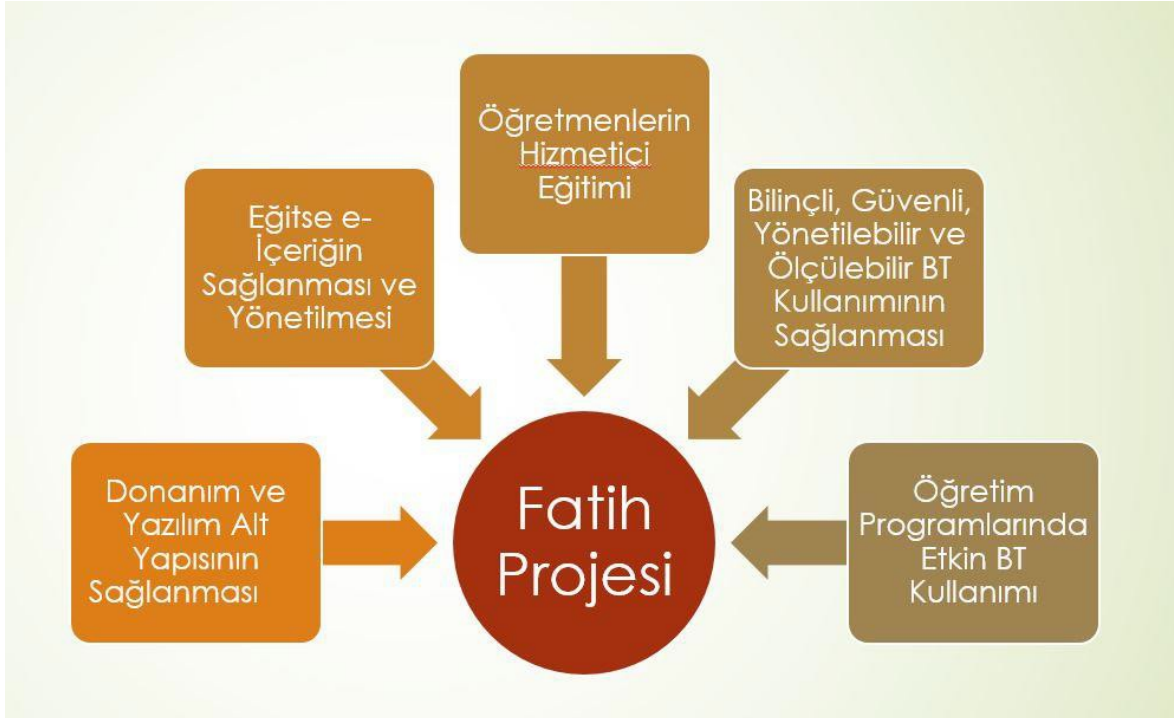 Öğretmenlerin
Hizmetiçi
Eğitimi
Eğitse e-
İçeriğin
Sağlanması ve
Yönetilmesi
Bilinçli, Güvenli,
Yönetilebilir ve
Ölçülebilir BT
Kullanımının
Sağlanması
Donanım ve
Yazılım Alt
Yapısının
Sağlanması
Fatih
Projesi
Öğretim
Programlarında
Etkin BT
Kullanımı